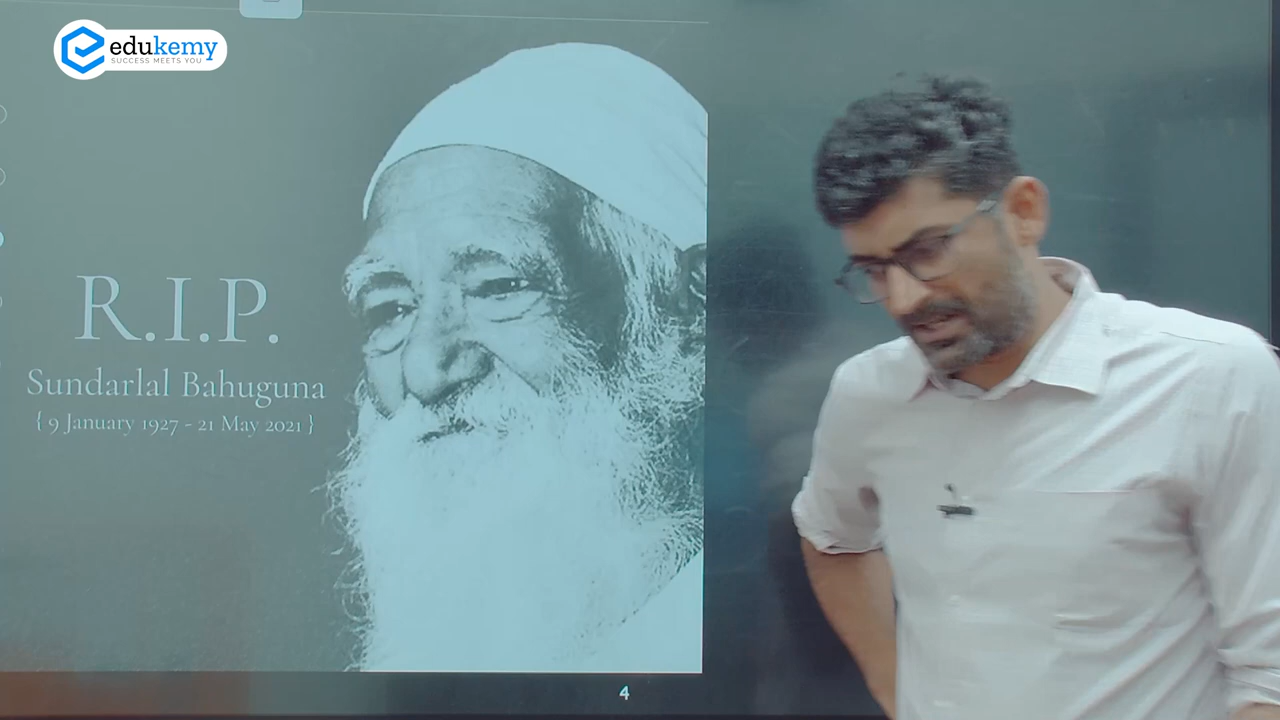 edukemy
SUCCESS MEETS YOU
R.I.P.
Sundarlal Bahuguna
{ 9 January 1927 - 21 May 2021 }
4